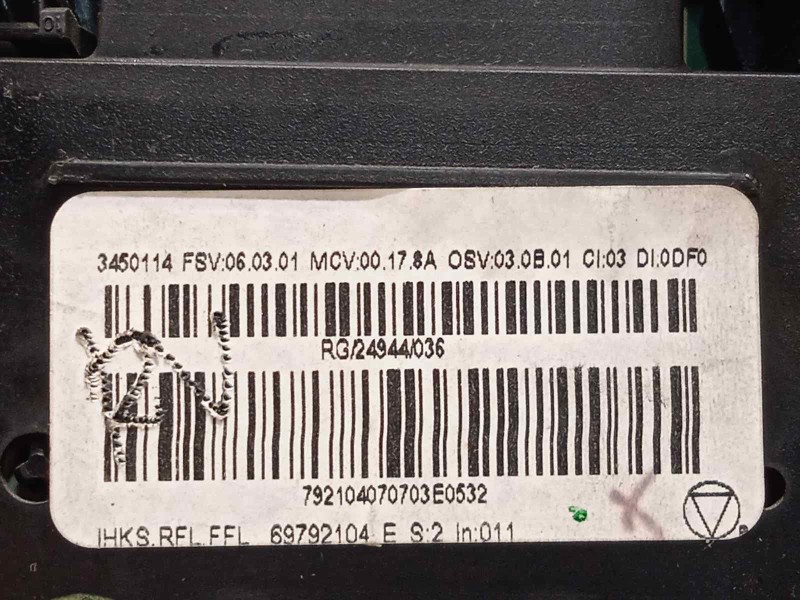 3450114 FSV:06.03.01 MCV:00.17.8A OSV:03.0B.01 CI:03 DI:0DF0
RG/24944/036
792104070703E0532
IHKS.RFL.FFL 69792104 E S:2 In:011